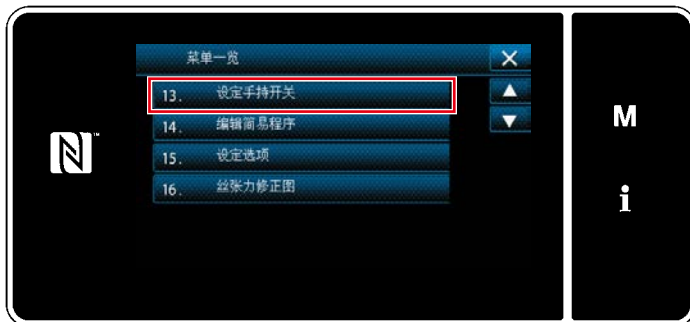 菜单一览
13. 设定手持开关
14. 编辑简易程序
15. 设定选项
16. 丝张力修正图
M
i